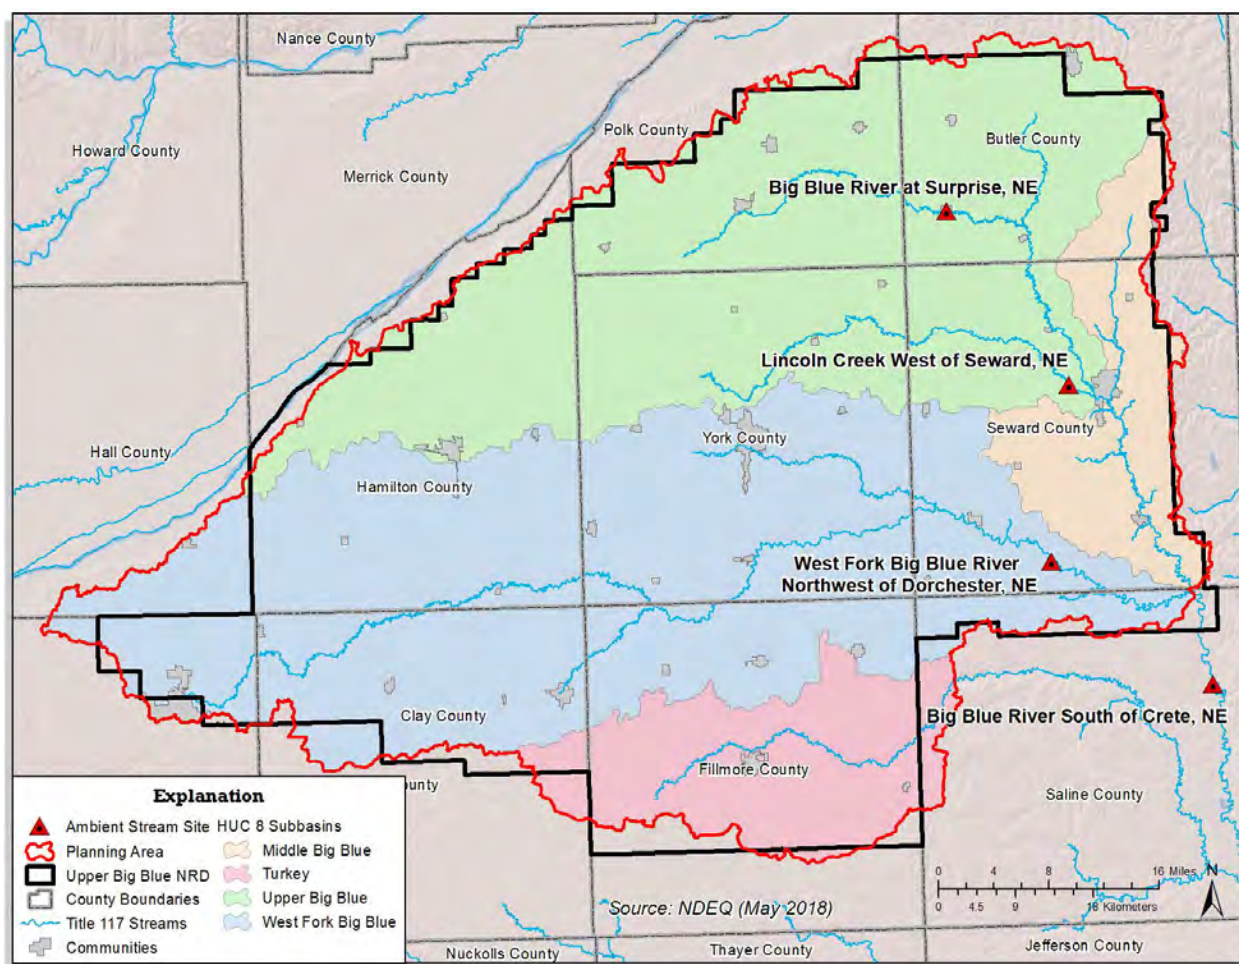 Nance County
Polk County
Butler County
Howard County
Merrick County
Big Blue River at Surprise, NE
Lincoln Creek West of Seward, NE
Seward County
York County
Hall County
Hamilton County
West Fork Big Blue River
Northwest of Dorchester, NE
Big Blue River South of Crete, NE
Clay County
Fillmore County
Saline County
ounty
Explanation
Ambient Stream Site
Planning Area
Upper Big Blue NRD
County Boundaries
Title 117 Streams
Communities
HUC 8 Subbasins
Middle Big Blue
Turkey
Upper Big Blue
West Fork Big Blue
Source: NDEQ (May 2018)
0 4 8 16 Miles
0 4.5 9 18 Kilometers
N
Nuckolls County
Thayer County
Jefferson County